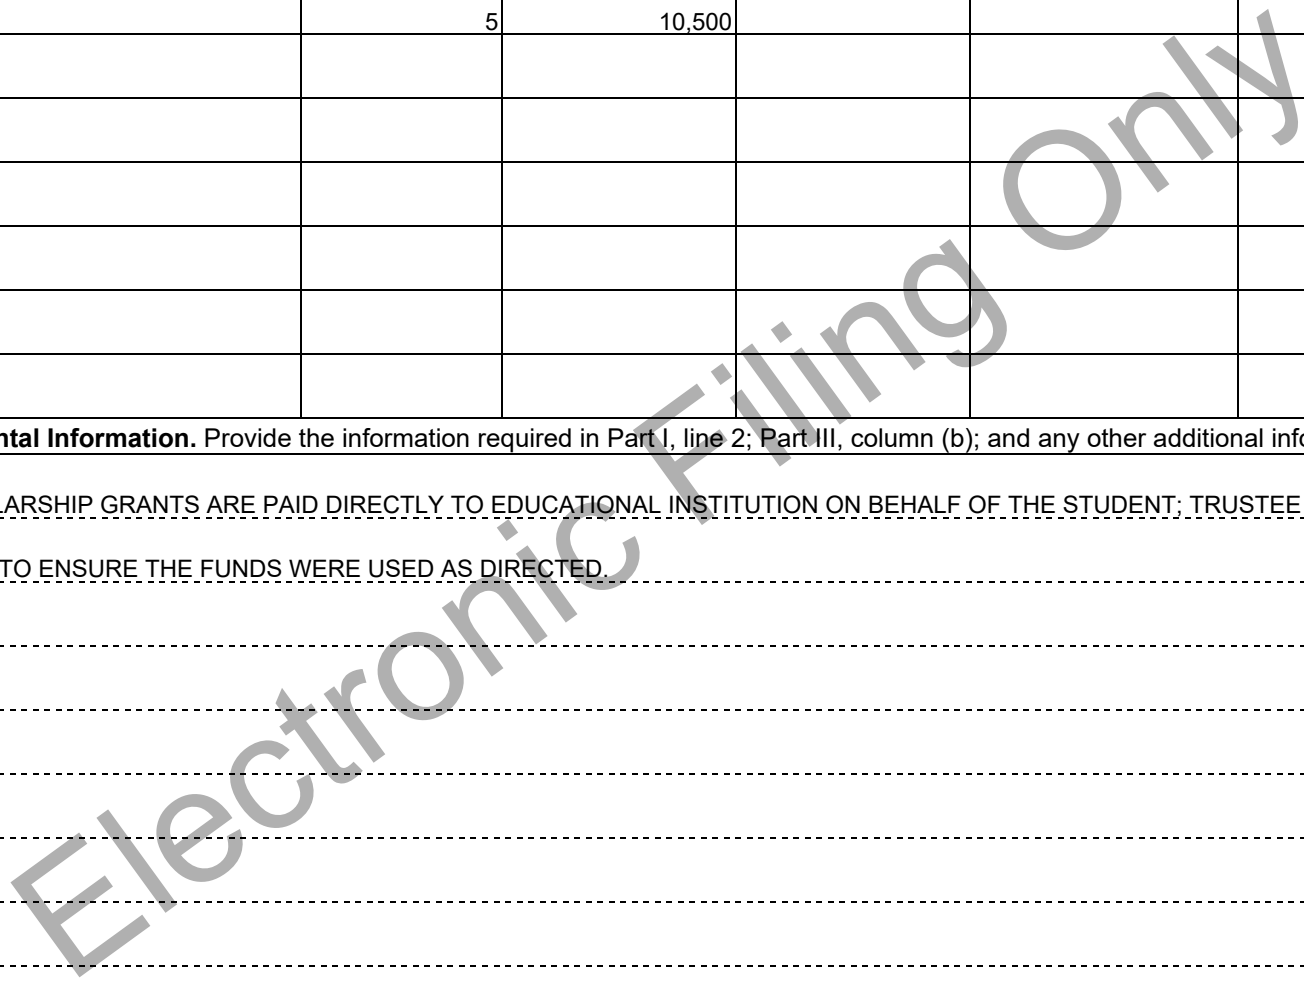 5 10,500
ntal Information. Provide the information required in Part I, line 2; Part III, column (b); and any other additional info
LARSHIP GRANTS ARE PAID DIRECTLY TO EDUCATIONAL INSTITUTION ON BEHALF OF THE STUDENT; TRUSTEE
TO ENSURE THE FUNDS WERE USED AS DIRECTED.
Electronic Filing Only